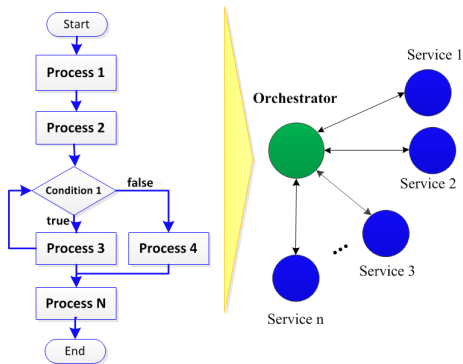 Start
Process 1
Process 2
Condition 1
false
true
Process 3
Process 4
Process N
End
Orchestrator
Service 1
Service 2
Service 3
...
Service n